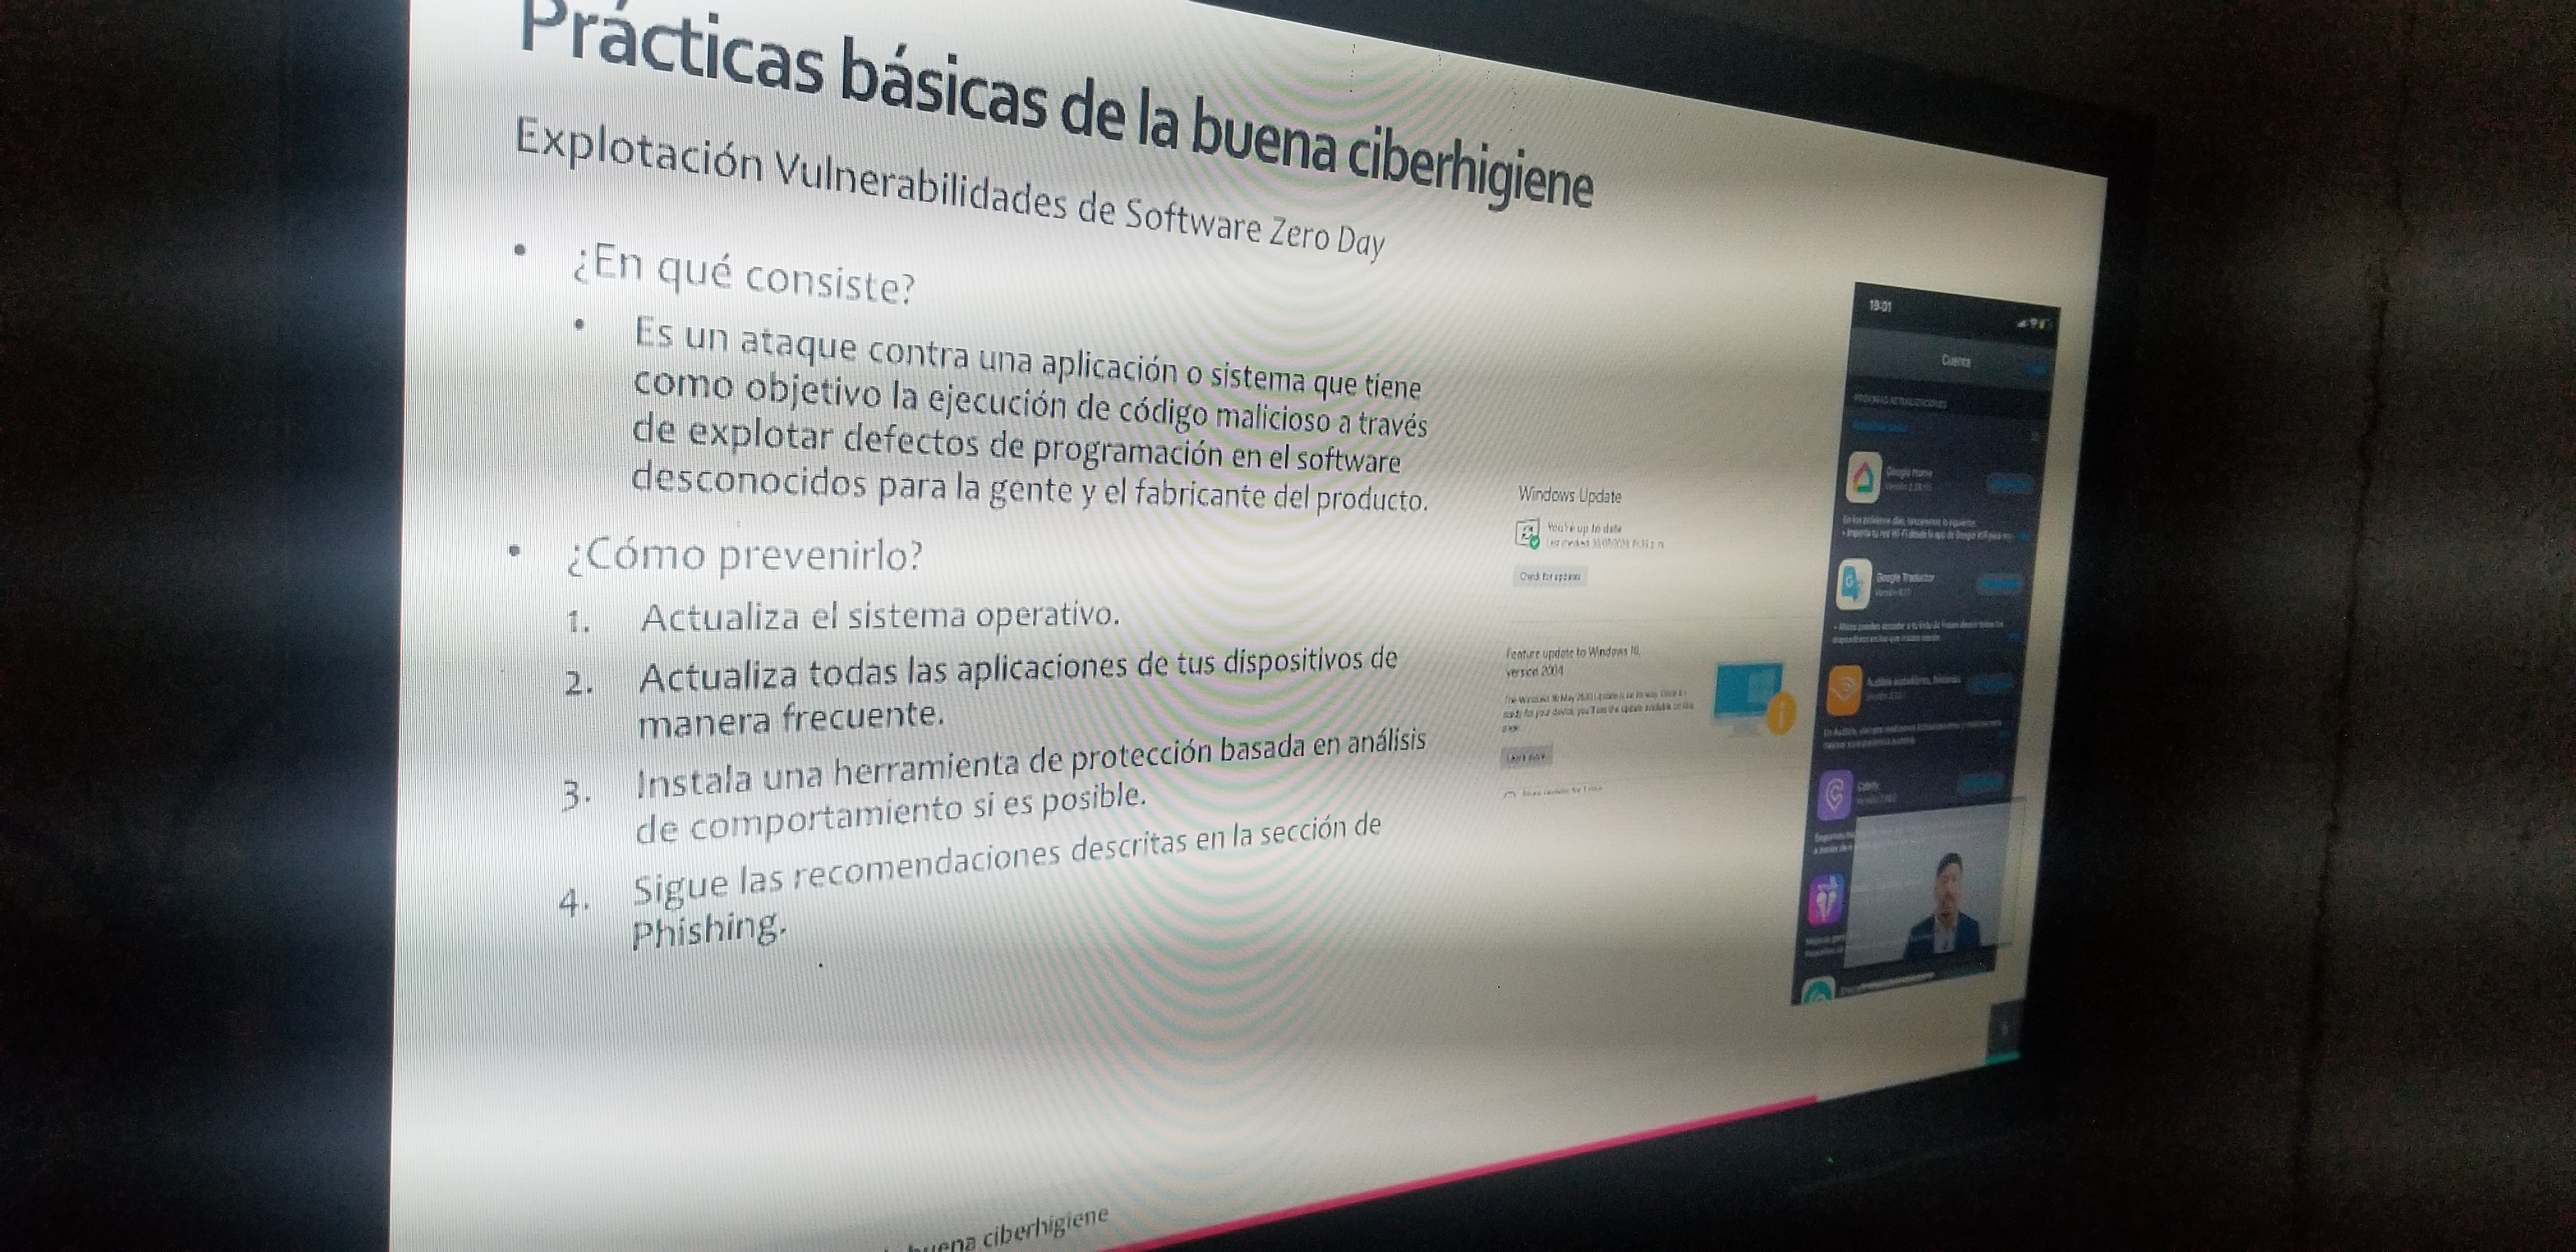 Prácticas básicas de la buena ciberhigiene
Explotación Vulnerabilidades de Software Zero Day
• ¿En qué consiste?
• Es un ataque contra una aplicación o sistema que tiene
como objetivo la ejecución de código malicioso a través
de explotar defectos de programación en el software
desconocidos para la gente y el fabricante del producto.
• ¿Cómo prevenirlo?
1. Actualiza el sistema operativo.
2. Actualiza todas las aplicaciones de tus dispositivos de
manera frecuente.
3. Instala una herramienta de protección basada en análisis
de comportamiento si es posible.
4. Sigue las recomendaciones descritas en la sección de
Phishing.
Windows Update
You're up to date
Check for updates
Feature update to Windows 10,
version 2004
Learn more
19:01
Cuenta
Google Home
Google Traductor
buena ciberhigiene